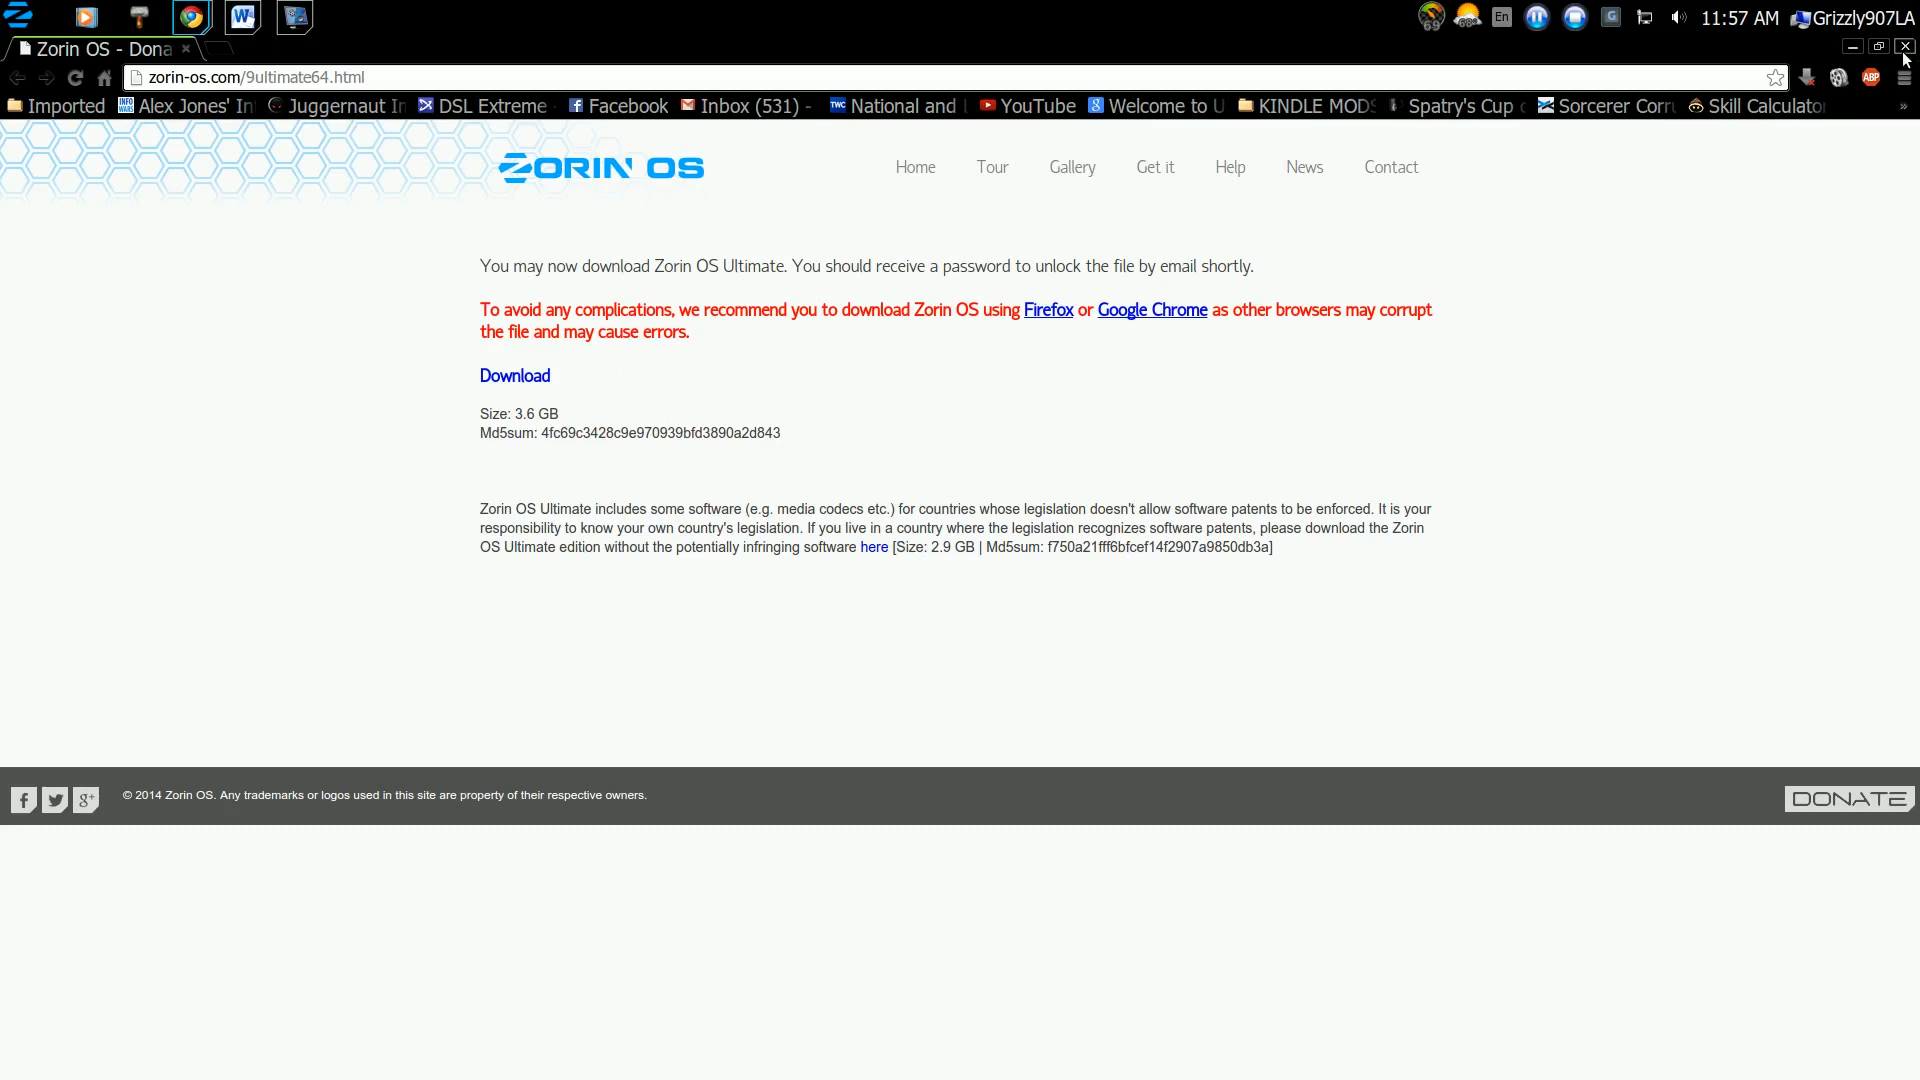 69 68° En G 11:57 AM Grizzly907LA
Zorin OS - Dona
zorin-os.com/9ultimate64.html ABP
Imported INFO WARS Alex Jones' In Juggernaut In DSL Extreme Facebook Inbox (531) - TWC National and YouTube 8 Welcome to U KINDLE MODS Spatry's Cup Sorcerer Corru Skill Calculator »
ZORIN OS Home Tour Gallery Get it Help News Contact
You may now download Zorin OS Ultimate. You should receive a password to unlock the file by email shortly.
To avoid any complications, we recommend you to download Zorin OS using Firefox or Google Chrome as other browsers may corrupt
the file and may cause errors.
Download
Size: 3.6 GB
Md5sum: 4fc69c3428c9e970939bfd3890a2d843
Zorin OS Ultimate includes some software (e.g. media codecs etc.) for countries whose legislation doesn't allow software patents to be enforced. It is your
responsibility to know your own country's legislation. If you live in a country where the legislation recognizes software patents, please download the Zorin
OS Ultimate edition without the potentially infringing software here [Size: 2.9 GB | Md5sum: f750a21fff6bfcef14f2907a9850db3a]
© 2014 Zorin OS. Any trademarks or logos used in this site are property of their respective owners.
DONATE